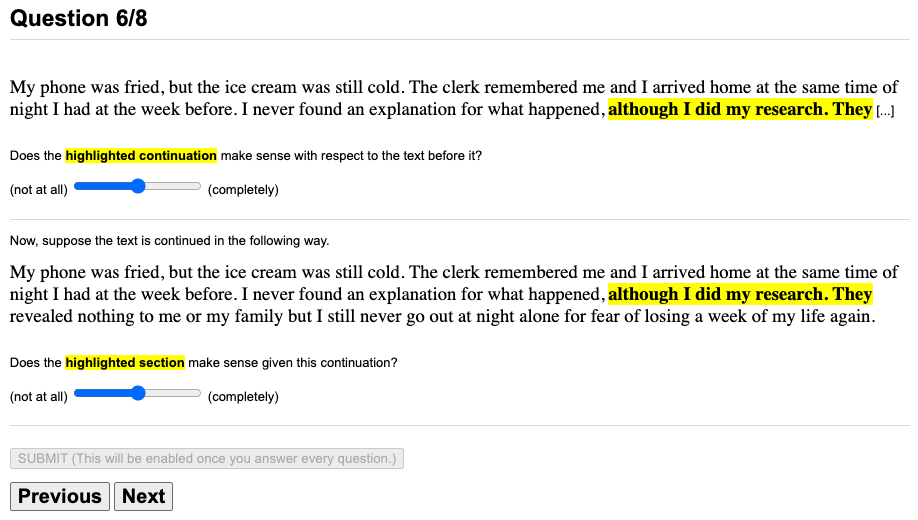 Question 6/8
My phone was fried, but the ice cream was still cold. The clerk remembered me and I arrived home at the same time of
night I had at the week before. I never found an explanation for what happened, although I did my research. They [...]
Does the highlighted continuation make sense with respect to the text before it?
(not at all) (completely)
Now, suppose the text is continued in the following way.
My phone was fried, but the ice cream was still cold. The clerk remembered me and I arrived home at the same time of
night I had at the week before. I never found an explanation for what happened, although I did my research. They
revealed nothing to me or my family but I still never go out at night alone for fear of losing a week of my life again.
Does the highlighted section make sense given this continuation?
(not at all) (completely)
SUBMIT (This will be enabled once you answer every question.)
Previous Next